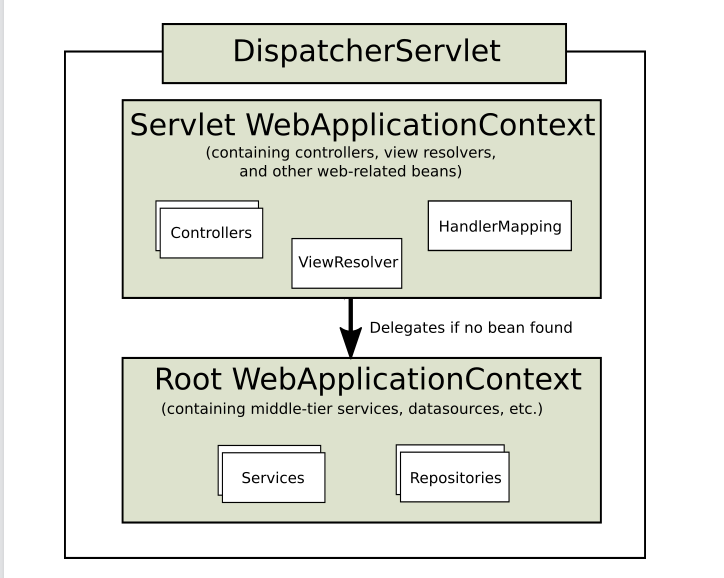 DispatcherServlet
Servlet WebApplicationContext
(containing controllers, view resolvers,
and other web-related beans)
Controllers
HandlerMapping
ViewResolver
Delegates if no bean found
Root WebApplicationContext
(containing middle-tier services, datasources, etc.)
Services
Repositories